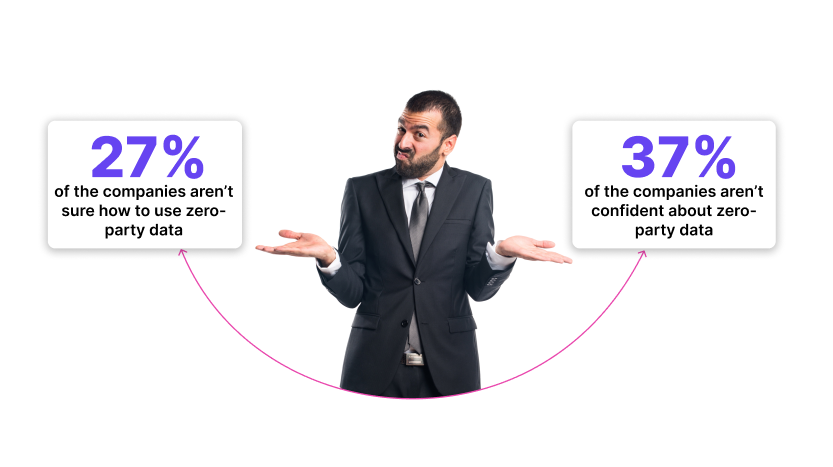 27%
of the companies aren’t
sure how to use zero-
party data
37%
of the companies aren’t
confident about zero-
party data